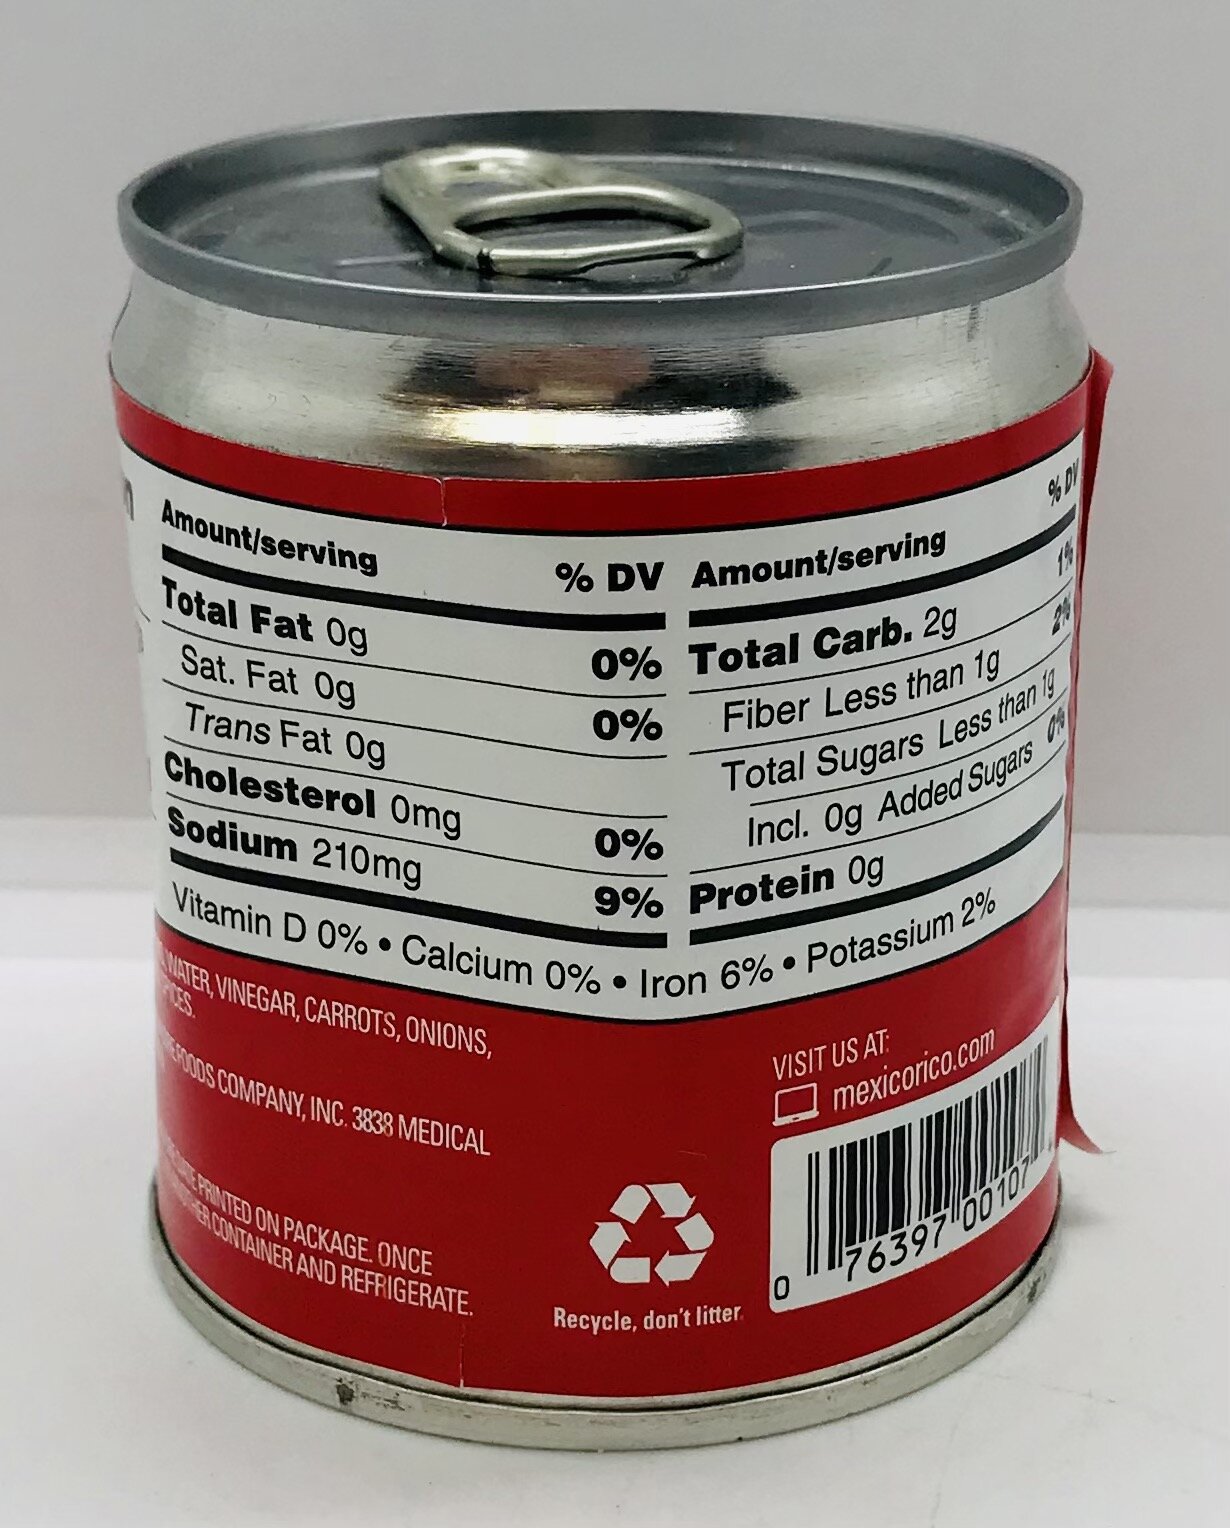 Amount/serving % DV
Total Fat 0g 0%
Sat. Fat 0g 0%
Trans Fat 0g
Cholesterol 0mg 0%
Sodium 210mg 9%
Amount/serving % DV
Total Carb. 2g 1%
Fiber Less than 1g 2%
Total Sugars Less than 1g
Incl. 0g Added Sugars 0%
Protein 0g
Vitamin D 0% • Calcium 0% • Iron 6% • Potassium 2%
WATER, VINEGAR, CARROTS, ONIONS,
FOODS COMPANY, INC. 3838 MEDICAL
PRINTED ON PACKAGE. ONCE
CONTAINER AND REFRIGERATE.
Recycle, don't litter.
VISIT US AT:
mexicorico.com
0 76397 00107